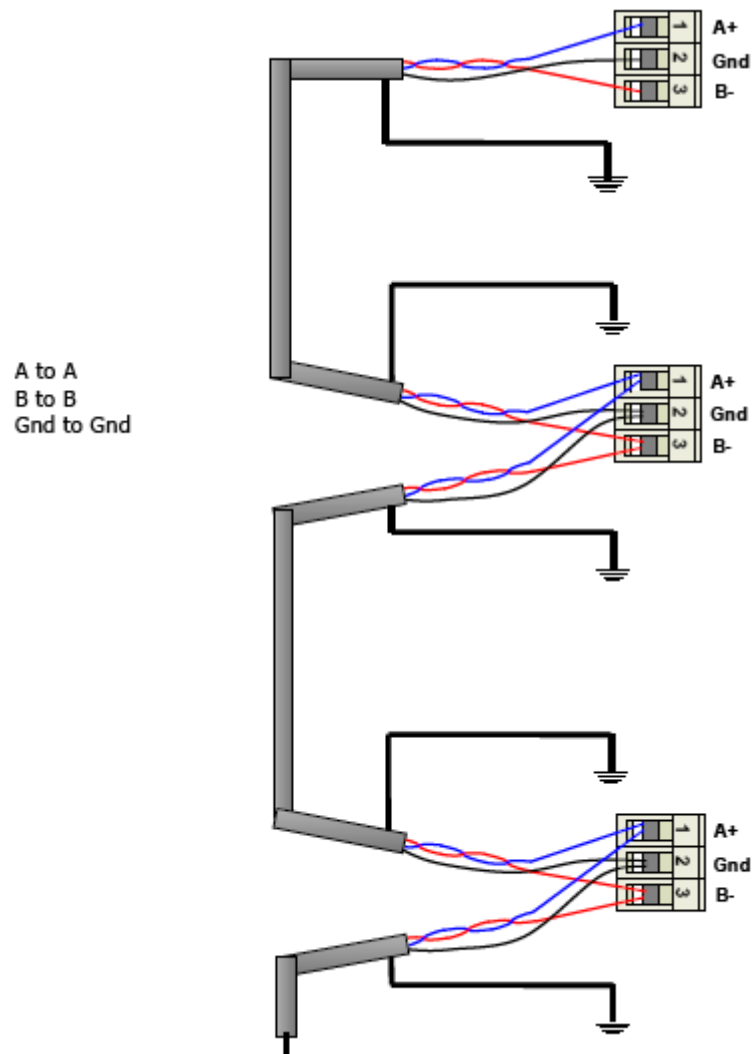 1 A+
2 Gnd
3 B-
A to A
B to B
Gnd to Gnd
1 A+
2 Gnd
3 B-
1 A+
2 Gnd
3 B-